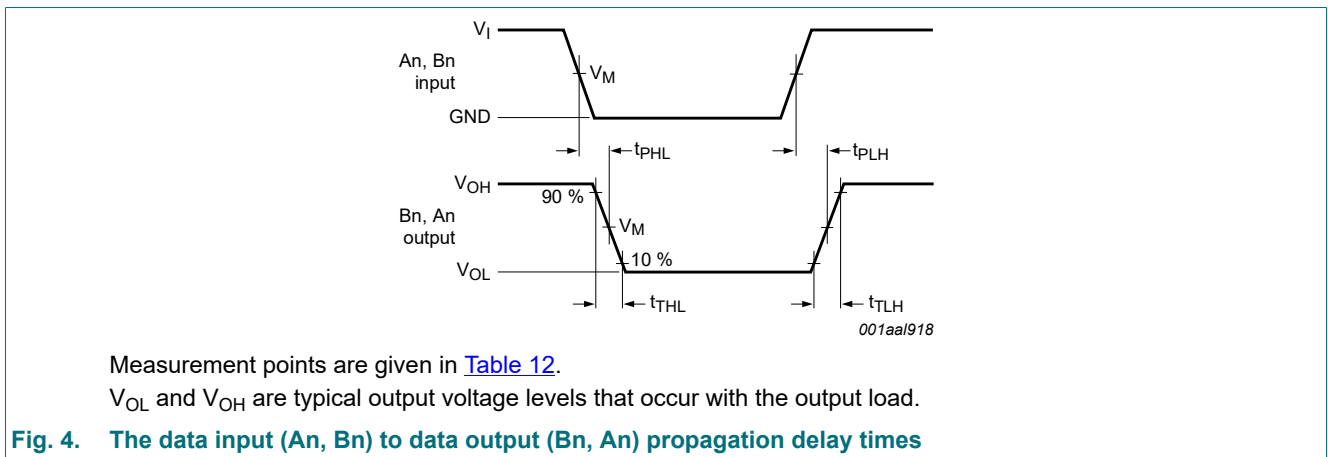 VI
An, Bn
input
VM
GND
tPHL
tPLH
VOH
90 %
Bn, An
output
VM
10 %
VOL
tTHL
tTLH
001aal918
Measurement points are given in Table 12.
VOL and VOH are typical output voltage levels that occur with the output load.
Fig. 4. The data input (An, Bn) to data output (Bn, An) propagation delay times